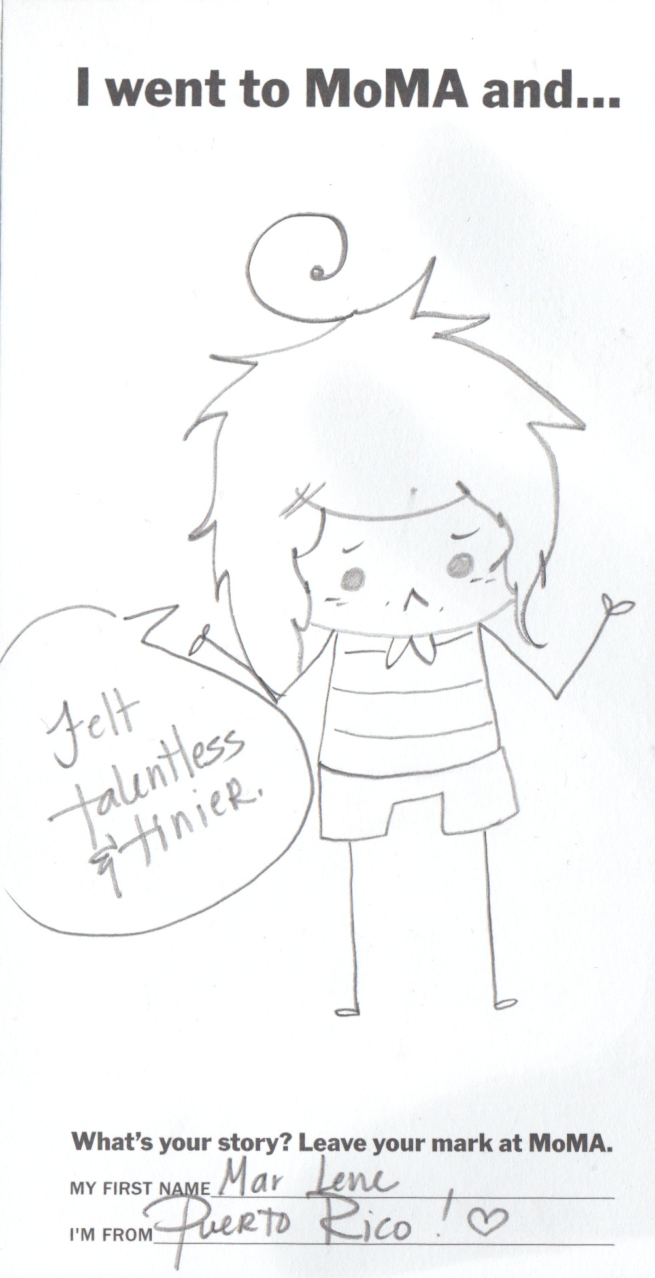 I went to MoMA and...
Felt
talentless
& tinier.
What's your story? Leave your mark at MoMA.
MY FIRST NAME Mar Lene
I'M FROM Puerto Rico! ♡